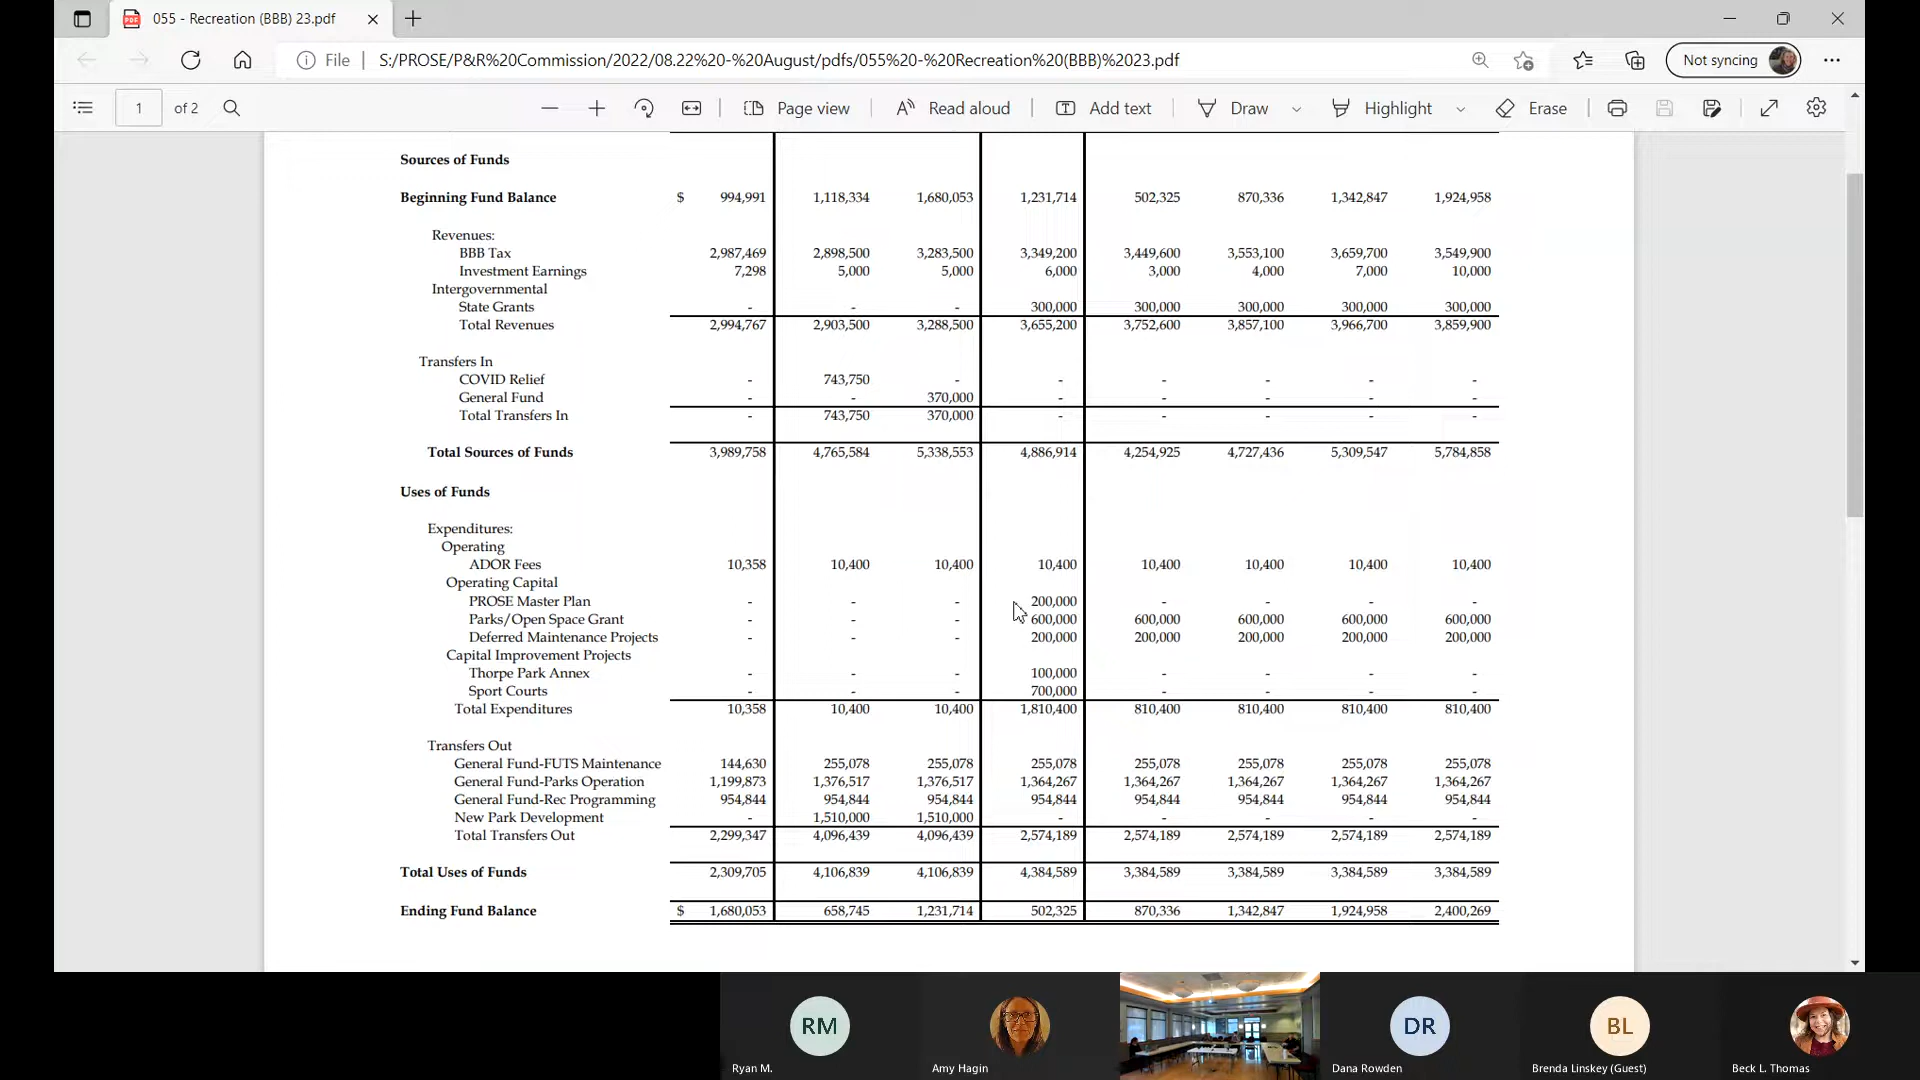 055 - Recreation (BBB) 23.pdf
File S:/PROSE/P&R%20Commission/2022/08.22%20-%20August/pdfs/055%20-%20Recreation%20(BBB)%2023.pdf Not syncing
1 of 2 Page view Read aloud Add text Draw Highlight Erase
Sources of Funds
Beginning Fund Balance $ 994,991 1,118,334 1,680,053 1,231,714 502,325 870,336 1,342,847 1,924,958
Revenues:
BBB Tax 2,987,469 2,898,500 3,283,500 3,349,200 3,449,600 3,553,100 3,659,700 3,549,900
Investment Earnings 7,298 5,000 5,000 6,000 3,000 4,000 7,000 10,000
Intergovernmental
State Grants - - - 300,000 300,000 300,000 300,000 300,000
Total Revenues 2,994,767 2,903,500 3,288,500 3,655,200 3,752,600 3,857,100 3,966,700 3,859,900
Transfers In
COVID Relief - 743,750 - - - - - -
General Fund - - 370,000 - - - - -
Total Transfers In - 743,750 370,000 - - - - -
Total Sources of Funds 3,989,758 4,765,584 5,338,553 4,886,914 4,254,925 4,727,436 5,309,547 5,784,858
Uses of Funds
Expenditures:
Operating
ADOR Fees 10,358 10,400 10,400 10,400 10,400 10,400 10,400 10,400
Operating Capital
PROSE Master Plan - - - 200,000 - - - -
Parks/Open Space Grant - - - 600,000 600,000 600,000 600,000 600,000
Deferred Maintenance Projects - - - 200,000 200,000 200,000 200,000 200,000
Capital Improvement Projects
Thorpe Park Annex - - - 100,000 - - - -
Sport Courts - - - 700,000 - - - -
Total Expenditures 10,358 10,400 10,400 1,810,400 810,400 810,400 810,400 810,400
Transfers Out
General Fund-FUTS Maintenance 144,630 255,078 255,078 255,078 255,078 255,078 255,078 255,078
General Fund-Parks Operation 1,199,873 1,376,517 1,376,517 1,364,267 1,364,267 1,364,267 1,364,267 1,364,267
General Fund-Rec Programming 954,844 954,844 954,844 954,844 954,844 954,844 954,844 954,844
New Park Development - 1,510,000 1,510,000 - - - - -
Total Transfers Out 2,299,347 4,096,439 4,096,439 2,574,189 2,574,189 2,574,189 2,574,189 2,574,189
Total Uses of Funds 2,309,705 4,106,839 4,106,839 4,384,589 3,384,589 3,384,589 3,384,589 3,384,589
Ending Fund Balance $ 1,680,053 658,745 1,231,714 502,325 870,336 1,342,847 1,924,958 2,400,269
RM DR BL
Ryan M. Amy Hagin Dana Rowden Brenda Linskey (Guest) Beck L. Thomas